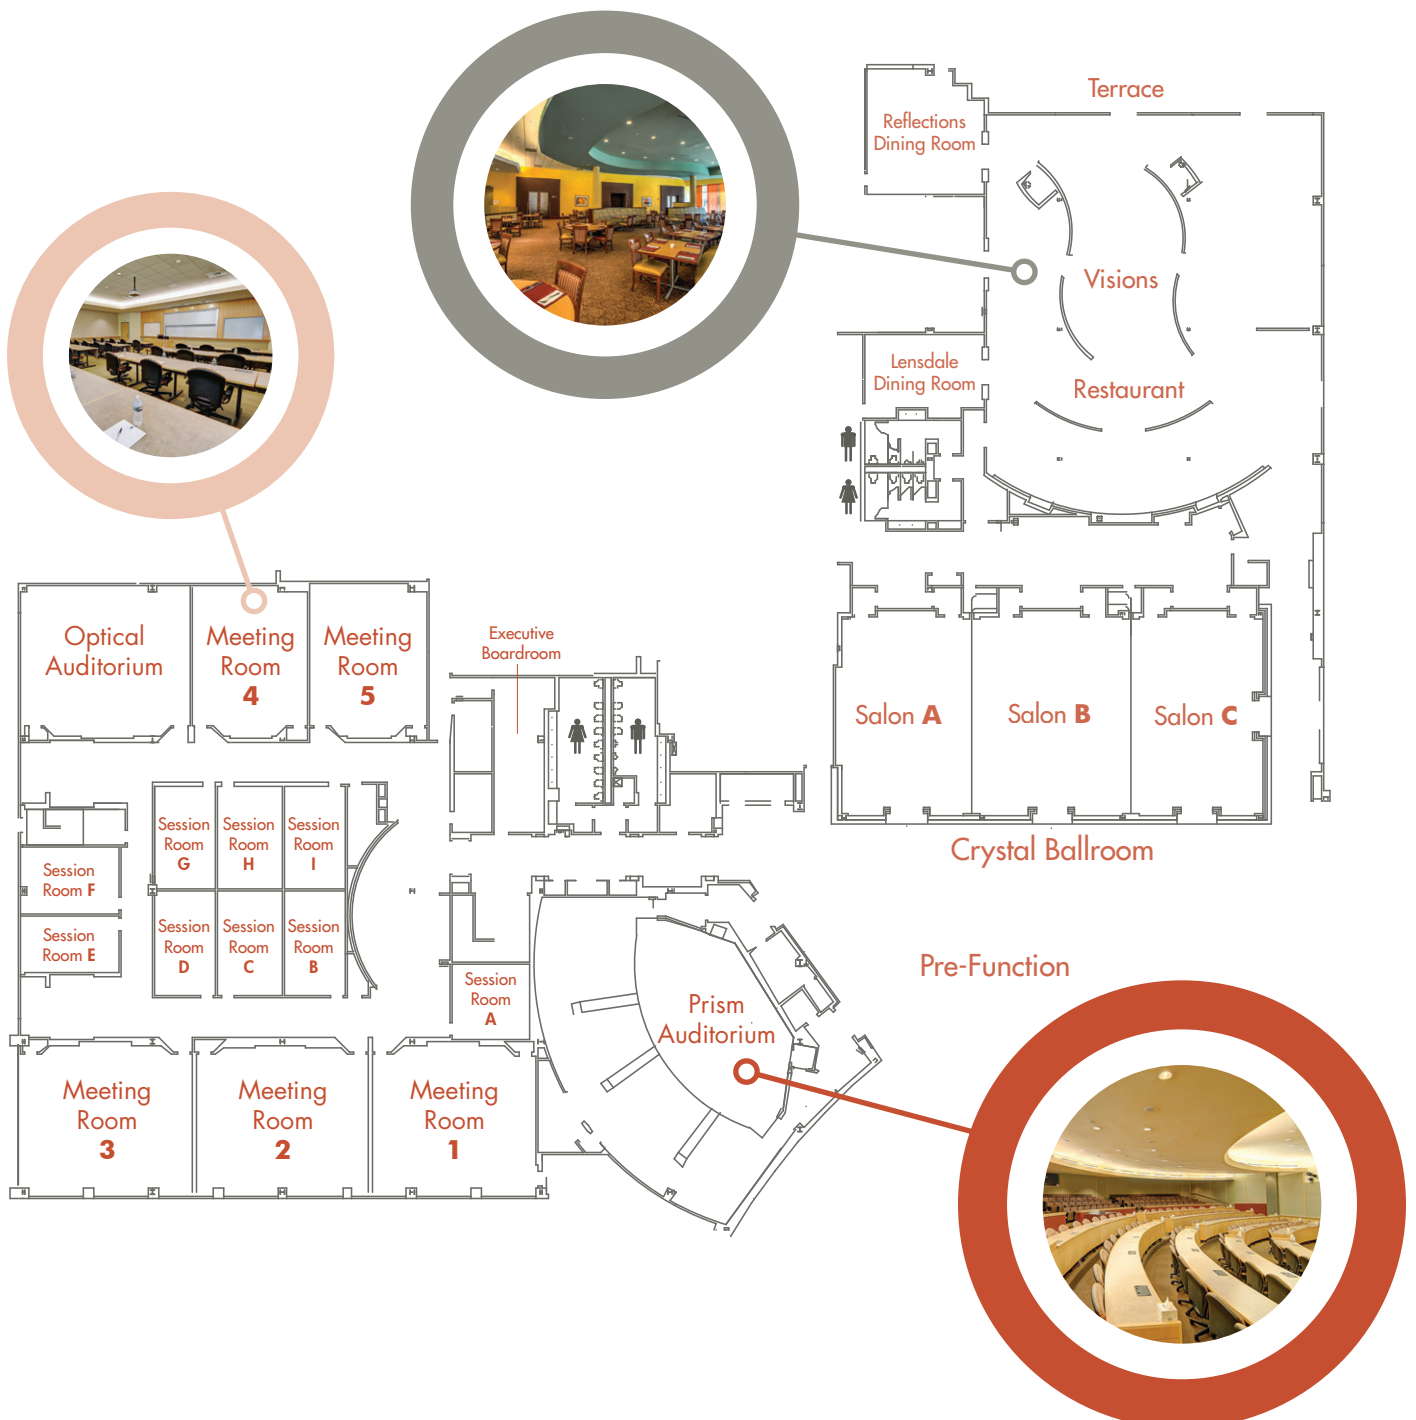 Terrace
Reflections
Dining Room
Visions
Lensdale
Dining Room
Restaurant
Optical
Auditorium
Meeting
Room
4
Meeting
Room
5
Executive
Boardroom
Salon A
Salon B
Salon C
Crystal Ballroom
Session
Room
G
Session
Room
H
Session
Room
I
Session
Room F
Session
Room E
Session
Room
D
Session
Room
C
Session
Room
B
Session
Room
A
Pre-Function
Prism
Auditorium
Meeting
Room
3
Meeting
Room
2
Meeting
Room
1